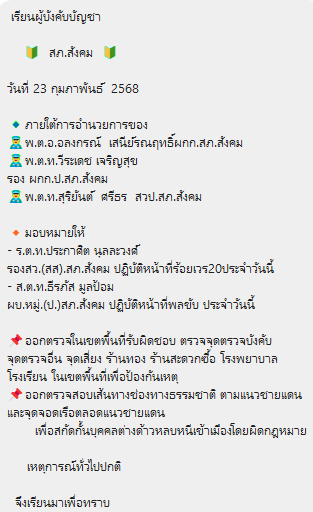 เรียนผู้บังคับบัญชา
🔰 สภ.สังคม 🔰
วันที่ 23 กุมภาพันธ์ 2568
🔹ภายใต้การอำนวยการของ
👮‍♂️พ.ต.อ.อลงกรณ์ เสนีย์รณฤทธิ์ผกก.สภ.สังคม
👮‍♂️พ.ต.ท.วีระเดช เจริญสุข
รอง ผกก.ป.สภ.สังคม
👮‍♂️พ.ต.ท.สุริยันต์ ศรีธร สวป.สภ.สังคม
🔸มอบหมายให้
- ร.ต.ท.ประกาศิต นุลละวงศ์
รองสว.(สส).สภ.สังคม ปฏิบัติหน้าที่ร้อยเวร20ประจำวันนี้
- ส.ต.ท.ธีรภัส มูลป้อม
ผบ.หมู่.(ป.)สภ.สังคม ปฏิบัติหน้าที่พลขับ ประจำวันนี้
📌ออกตรวจในเขตพื้นที่รับผิดชอบ ตรวจจุดตรวจบังคับ
จุดตรวจอื่น จุดเสี่ยง ร้านทอง ร้านสะดวกซื้อ โรงพยาบาล
โรงเรียน ในเขตพื้นที่เพื่อป้องกันเหตุ
📌ออกตรวจสอบเส้นทางช่องทางธรรมชาติ ตามแนวชายแดน
และจุดจอดเรือตลอดแนวชายแดน
เพื่อสกัดกั้นบุคคลต่างด้าวหลบหนีเข้าเมืองโดยผิดกฎหมาย
เหตุการณ์ทั่วไปปกติ
จึงเรียนมาเพื่อทราบ